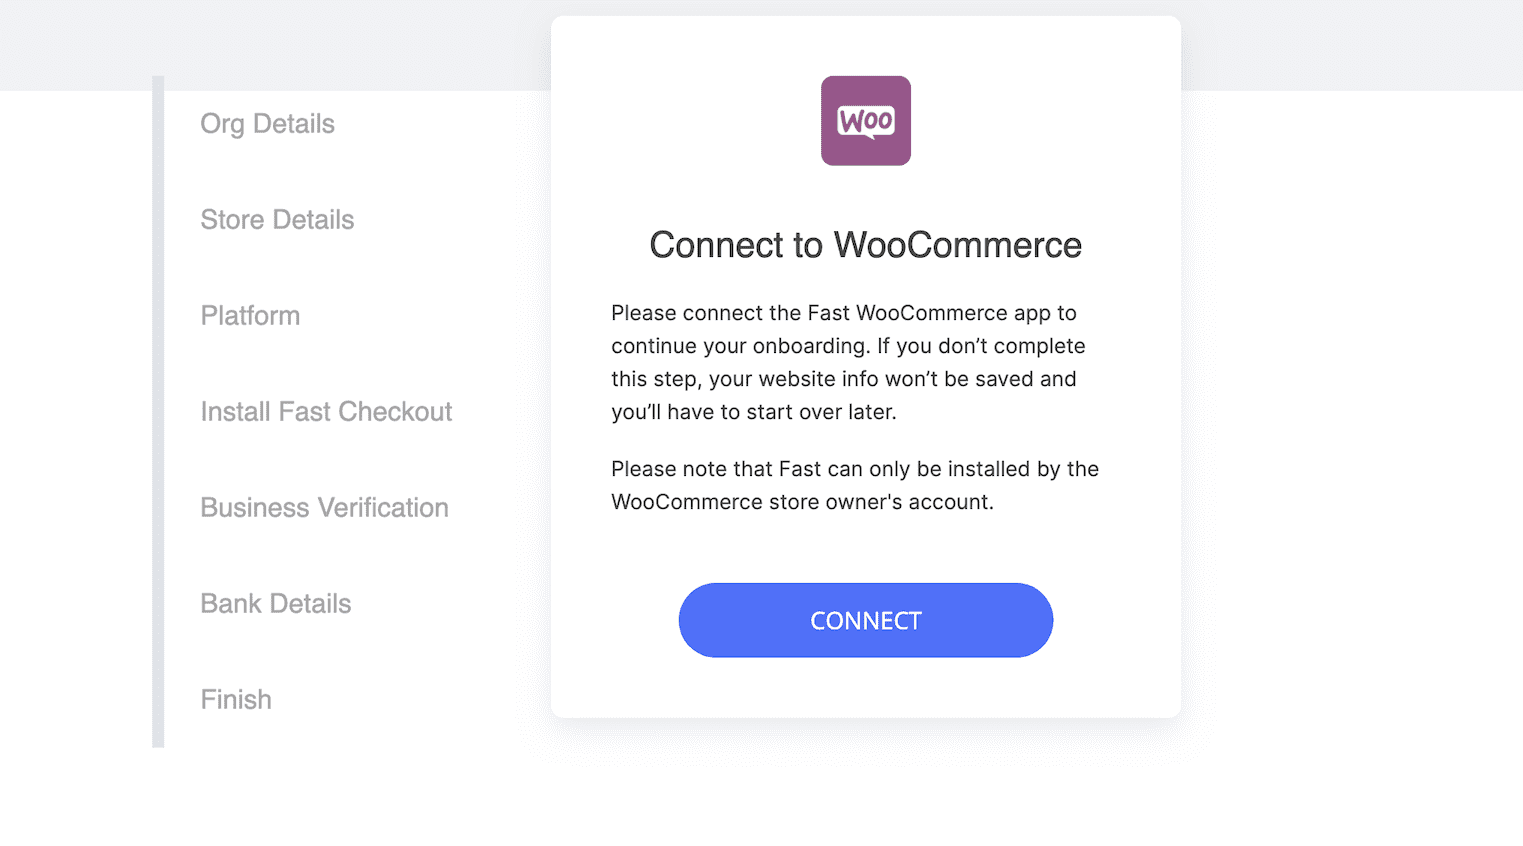 Org Details
Store Details
Platform
Install Fast Checkout
Business Verification
Bank Details
Finish
Woo
Connect to WooCommerce
Please connect the Fast WooCommerce app to
continue your onboarding. If you don’t complete
this step, your website info won’t be saved and
you’ll have to start over later.
Please note that Fast can only be installed by the
WooCommerce store owner's account.
CONNECT